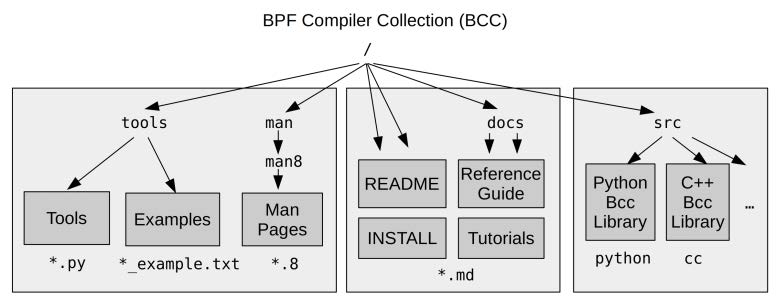 BPF Compiler Collection (BCC)
/
tools
man
docs
src
man8
Tools
Examples
Man
Pages
README
Reference
Guide
INSTALL
Tutorials
Python
Bcc
Library
C++
Bcc
Library
...
*.py
*_example.txt
*.8
*.md
python
cc